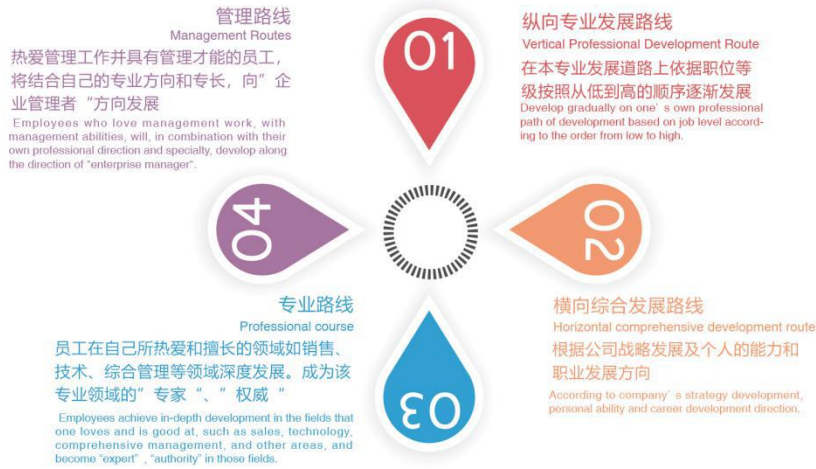 管理路线
Management Routes
热爱管理工作并具有管理才能的员工，
将结合自己的专业方向和专长，向”企
业管理者“方向发展
Employees who love management work, with
management abilities, will, in combination with their
own professional direction and specialty, develop along
the direction of "enterprise manager".
01
纵向专业发展路线
Vertical Professional Development Route
在本专业发展道路上依据职位等
级按照从低到高的顺序逐渐发展
Develop gradually on one’s own professional
path of development based on job level accord-
ing to the order from low to high.
04
02
专业路线
Professional course
员工在自己所热爱和擅长的领域如销售、
技术、综合管理等领域深度发展。成为该
专业领域的”专家“、”权威“
Employees achieve in-depth development in the fields that
one loves and is good at, such as sales, technology,
comprehensive management, and other areas, and
become “expert”，“authority” in those fields.
03
横向综合发展路线
Horizontal comprehensive development route
根据公司战略发展及个人的能力和
职业发展方向
According to company’s strategy development,
personal ability and career development direction.